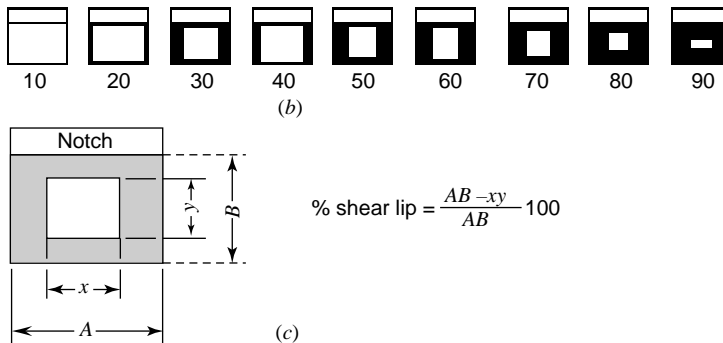 10 20 30 40 50 60 70 80 90
(b)
Notch
y
B
% shear lip = AB – xy / AB 100
x
A
(c)